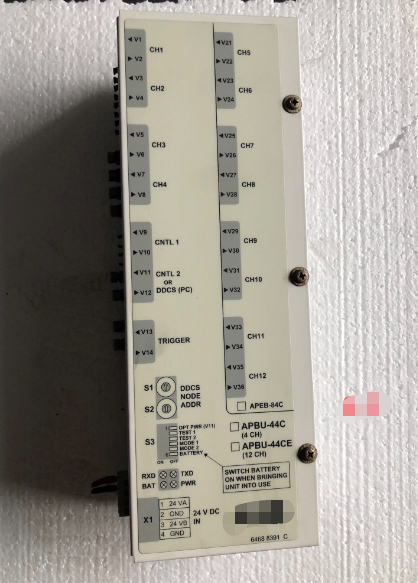 V1
CH1
V2
V3
CH2
V4
V5
CH3
V6
V7
CH4
V8
V9
CNTL 1
V10
V11
CNTL 2
OR
DDCS (PC)
V12
V13
TRIGGER
V14
S1
DDCS
NODE
S2
ADDR
OPT PWR (V11)
TEST 1
TEST 2
S3
MODE 1
MODE 2
BATTERY
ON OFF
RXD TXD
BAT PWR
X1
1 24 VA
2 GND
3 24 VB
4 GND
24 V DC
IN
V21
CH5
V22
V23
CH6
V24
V25
CH7
V26
V27
CH8
V28
V29
CH9
V30
V31
CH10
V32
V33
CH11
V34
V35
CH12
V36
APEB-84C
APBU-44C
(4 CH)
APBU-44CE
(12 CH)
SWITCH BATTERY
ON WHEN BRINGING
UNIT INTO USE
6468 8391 C